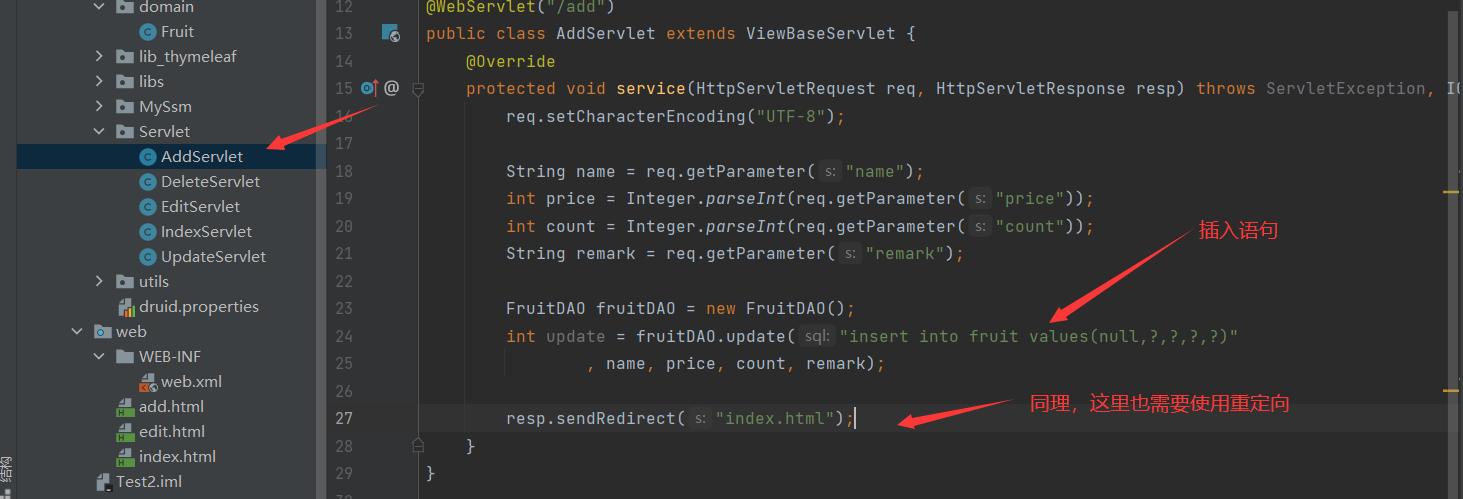 domain
Fruit
lib_thymeleaf
libs
MySsm
Servlet
AddServlet
DeleteServlet
EditServlet
IndexServlet
UpdateServlet
utils
druid.properties
web
WEB-INF
web.xml
add.html
edit.html
index.html
Test2.iml
结构
12 @WebServlet("/add")
13 public class AddServlet extends ViewBaseServlet {
14 @Override
15 @ protected void service(HttpServletRequest req, HttpServletResponse resp) throws ServletException, IO
16 req.setCharacterEncoding("UTF-8");
17
18 String name = req.getParameter( s: "name");
19 int price = Integer.parseInt(req.getParameter( s: "price"));
20 int count = Integer.parseInt(req.getParameter( s: "count"));
21 String remark = req.getParameter( s: "remark");
22
23 FruitDAO fruitDAO = new FruitDAO();
24 int update = fruitDAO.update( sql: "insert into fruit values(null,?,?,?,?)"
25 , name, price, count, remark);
26
27 resp.sendRedirect( s: "index.html");
28 }
29 }
插入语句
同理，这里也需要使用重定向